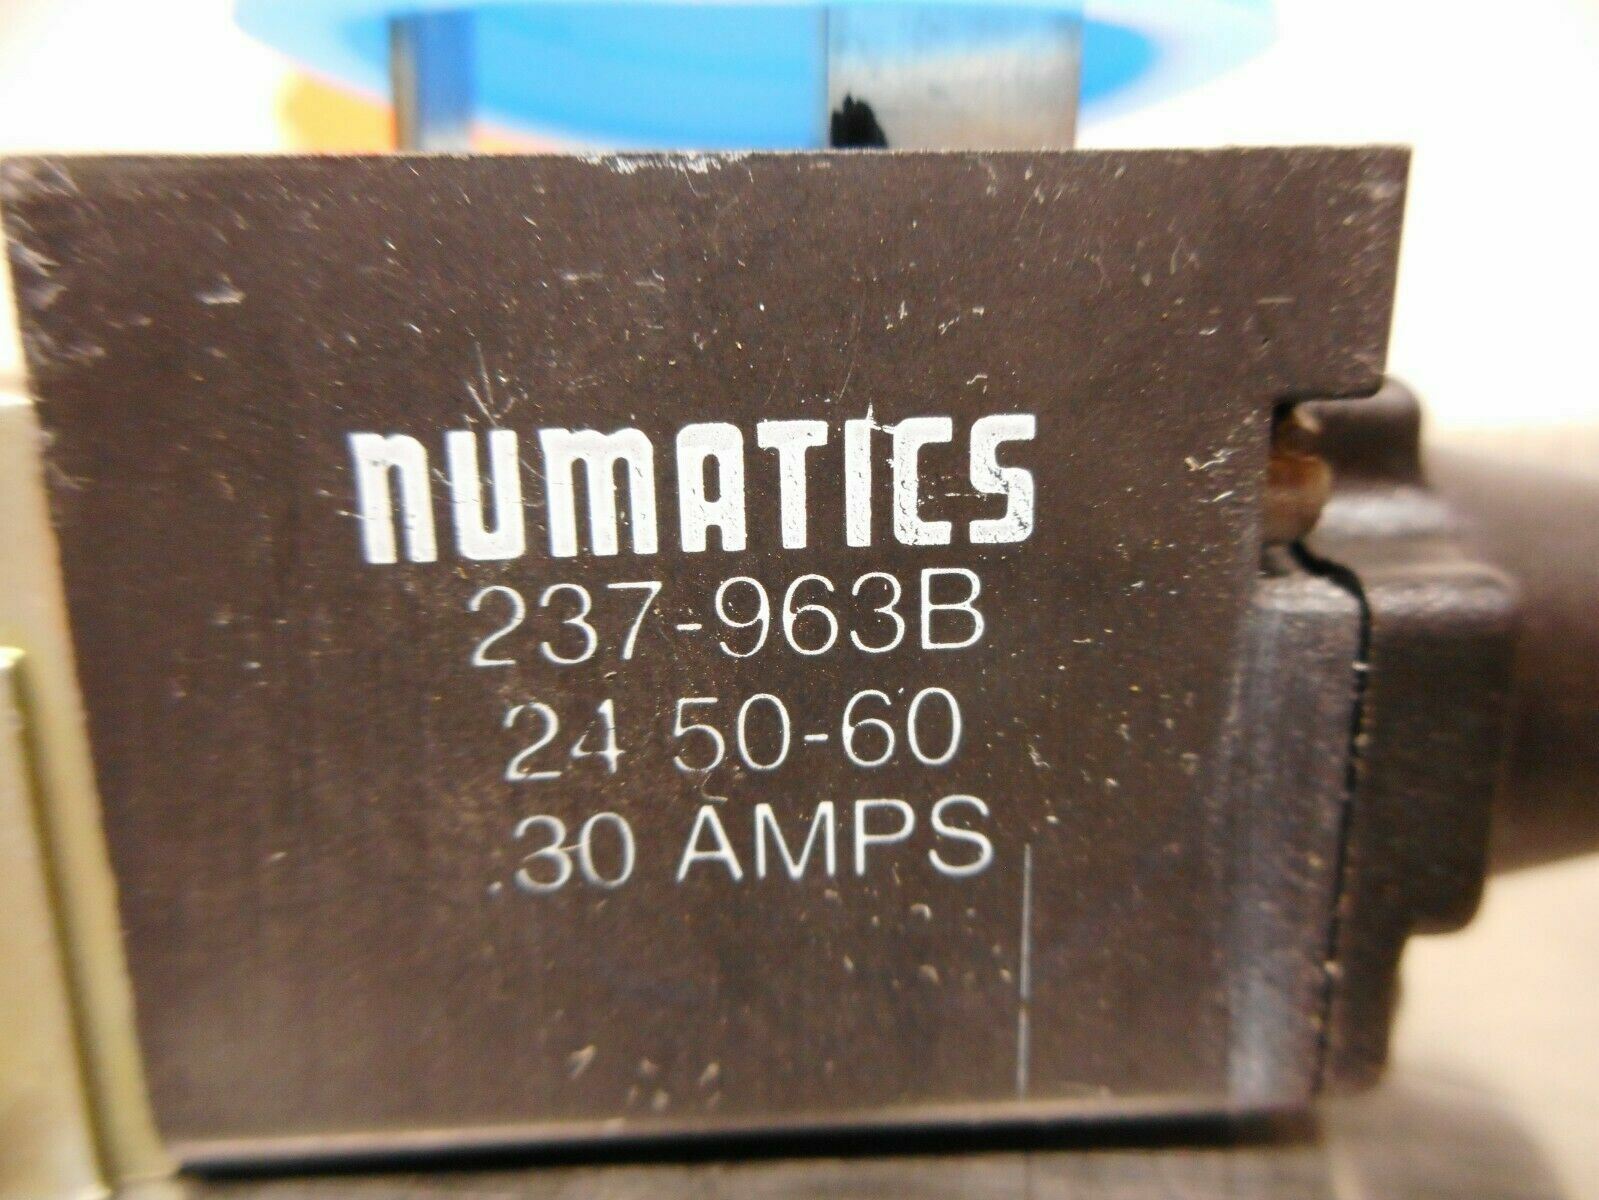 numatics
237-963B
24 50-60
.30 AMPS